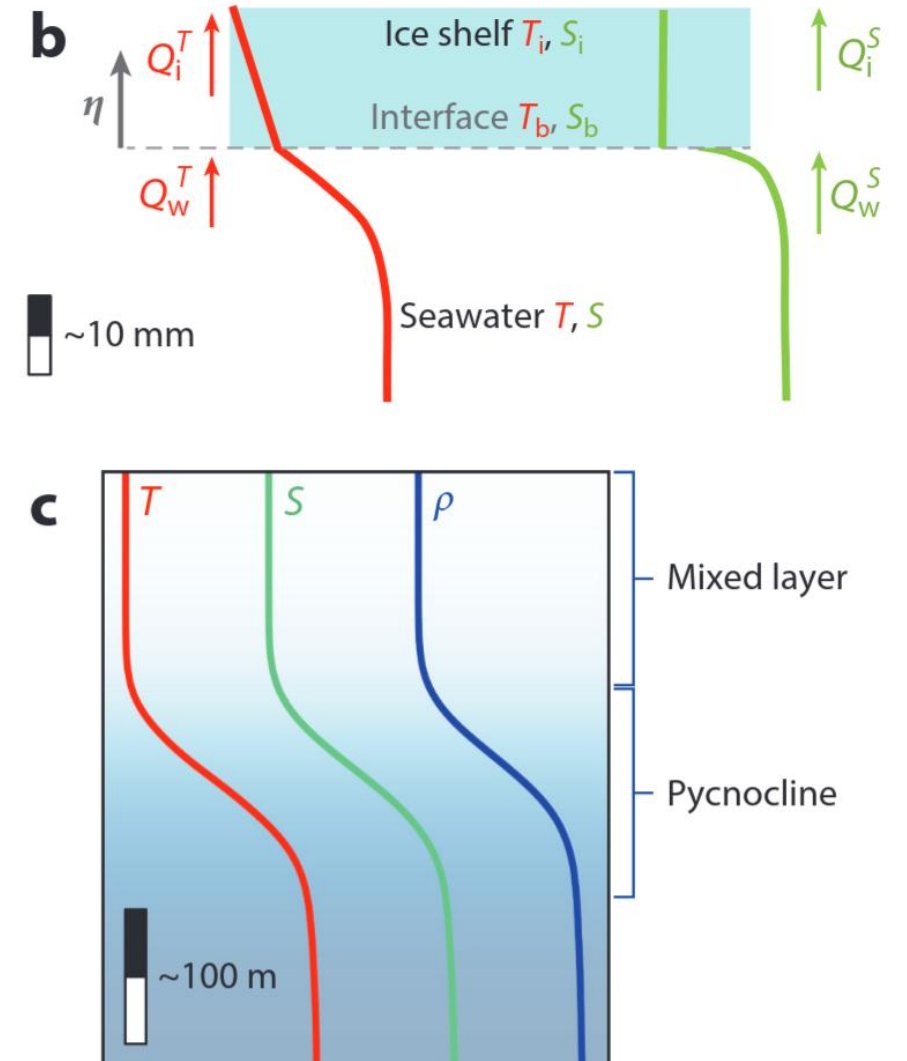 b
Q_i^T
Ice shelf T_i, S_i
Q_i^S
η
Interface T_b, S_b
Q_w^T
Q_w^S
Seawater T, S
~10 mm
c
T
S
ρ
Mixed layer
Pycnocline
~100 m